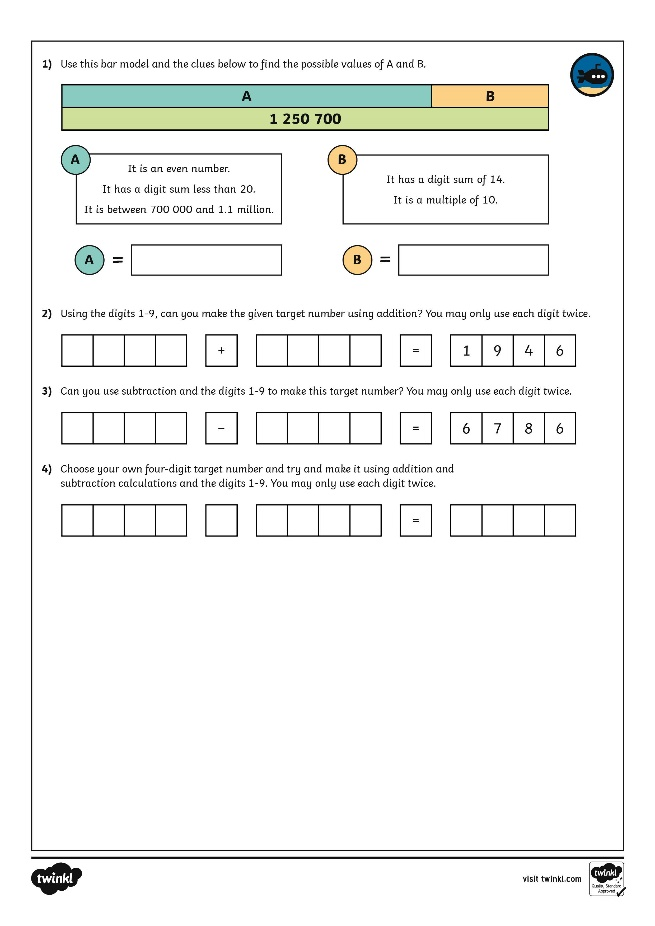 1) Use this bar model and the clues below to find the possible values of A and B.
A B
1 250 700
A
It is an even number.
It has a digit sum less than 20.
It is between 700 000 and 1.1 million.
B
It has a digit sum of 14.
It is a multiple of 10.
A =
B =
2) Using the digits 1-9, can you make the given target number using addition? You may only use each digit twice.
+ = 1 9 4 6
3) Can you use subtraction and the digits 1-9 to make this target number? You may only use each digit twice.
− = 6 7 8 6
4) Choose your own four-digit target number and try and make it using addition and
subtraction calculations and the digits 1-9. You may only use each digit twice.
=
twinkl
visit twinkl.com
twinkl
Quality Standard
Approved